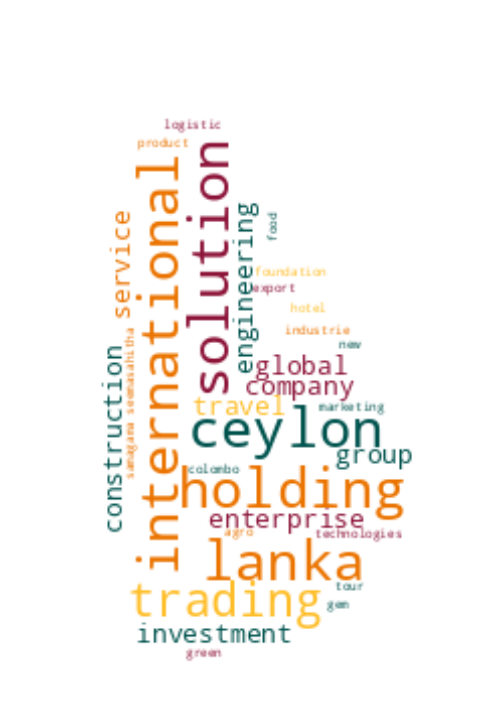 logistic
product
international
solution
service
engineering
food
foundation
export
hotel
industrie
new
global
company
construction
samagama seemasahitha
travel
marketing
ceylon
group
colombo
holding
enterprise
agro
technologies
lanka
tour
trading
gem
investment
green